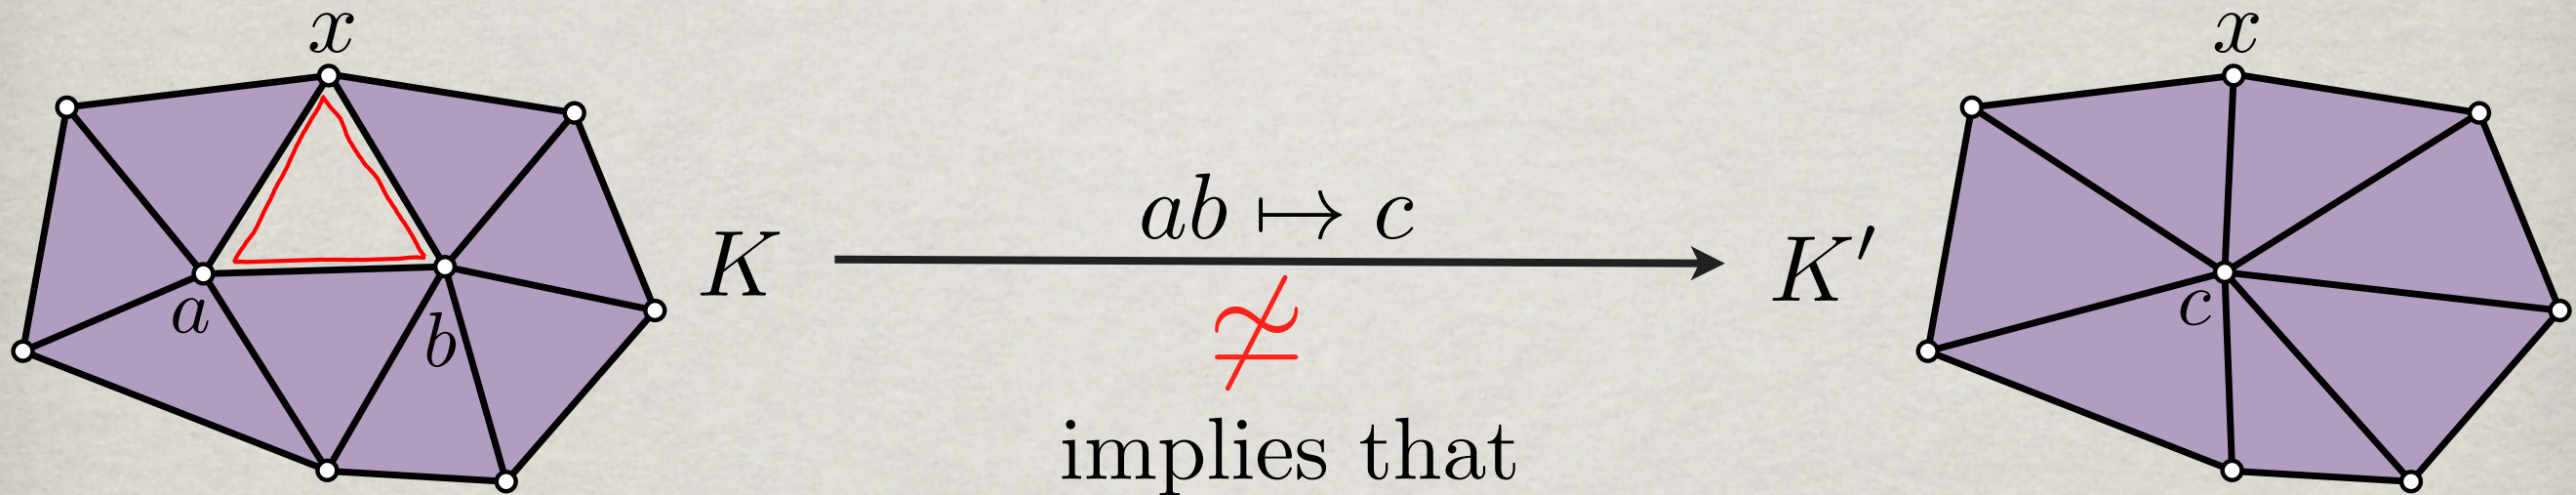 x
x
ab ↦ c
K
K′
a
b
c
≄
implies that